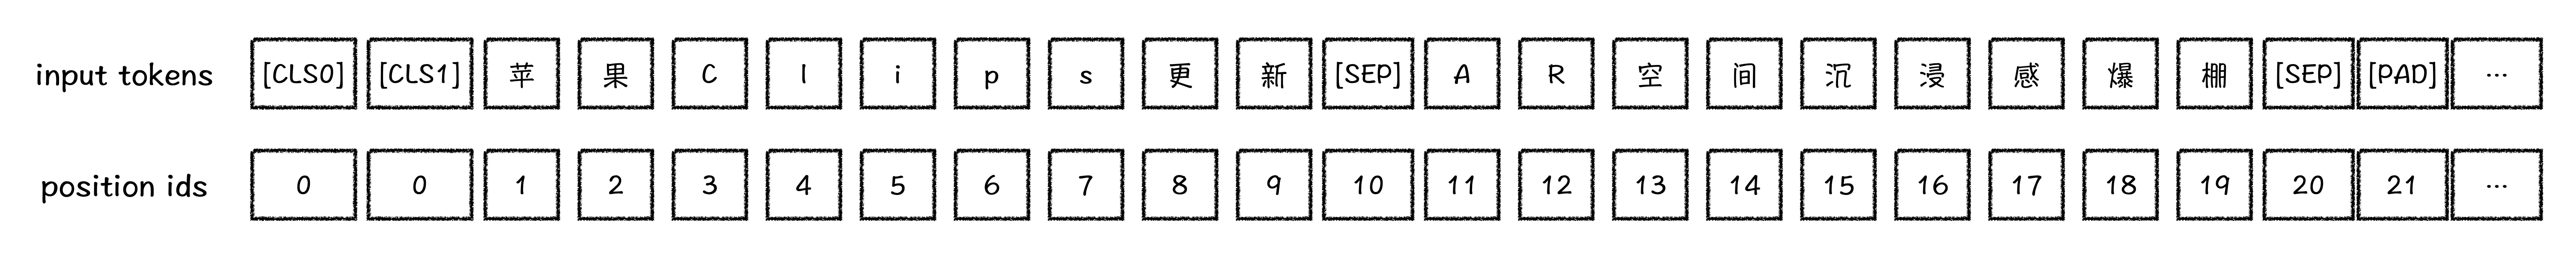 input tokens [CLS0] [CLS1] 苹 果 C l i p s 更 新 [SEP] A R 空 间 沉 浸 感 爆 棚 [SEP] [PAD] ...
position ids 0 0 1 2 3 4 5 6 7 8 9 10 11 12 13 14 15 16 17 18 19 20 21 ...